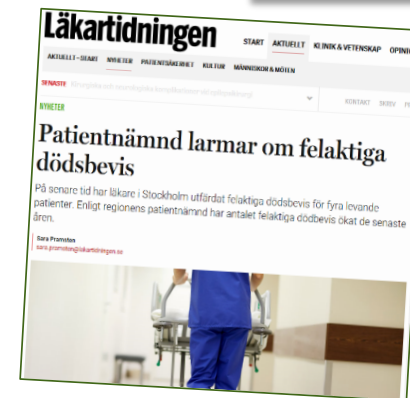 Läkartidningen
START AKTUELLT KLINIK & VETENSKAP OPINI
AKTUELLT – START NYHETER PATIENTSÄKERHET KULTUR MÄNNISKOR & MÖTEN
SENASTE
KONTAKT SKRIV
NYHETER
Patientnämnd larmar om felaktiga
dödsbevis
På senare tid har läkare i Stockholm utfärdat felaktiga dödsbevis för fyra levande
patienter. Enligt regionens patientnämnd har antalet felaktiga dödbevis ökat de senaste
åren.
Sara Pramsten
sara.pramsten@lakartidningen.se